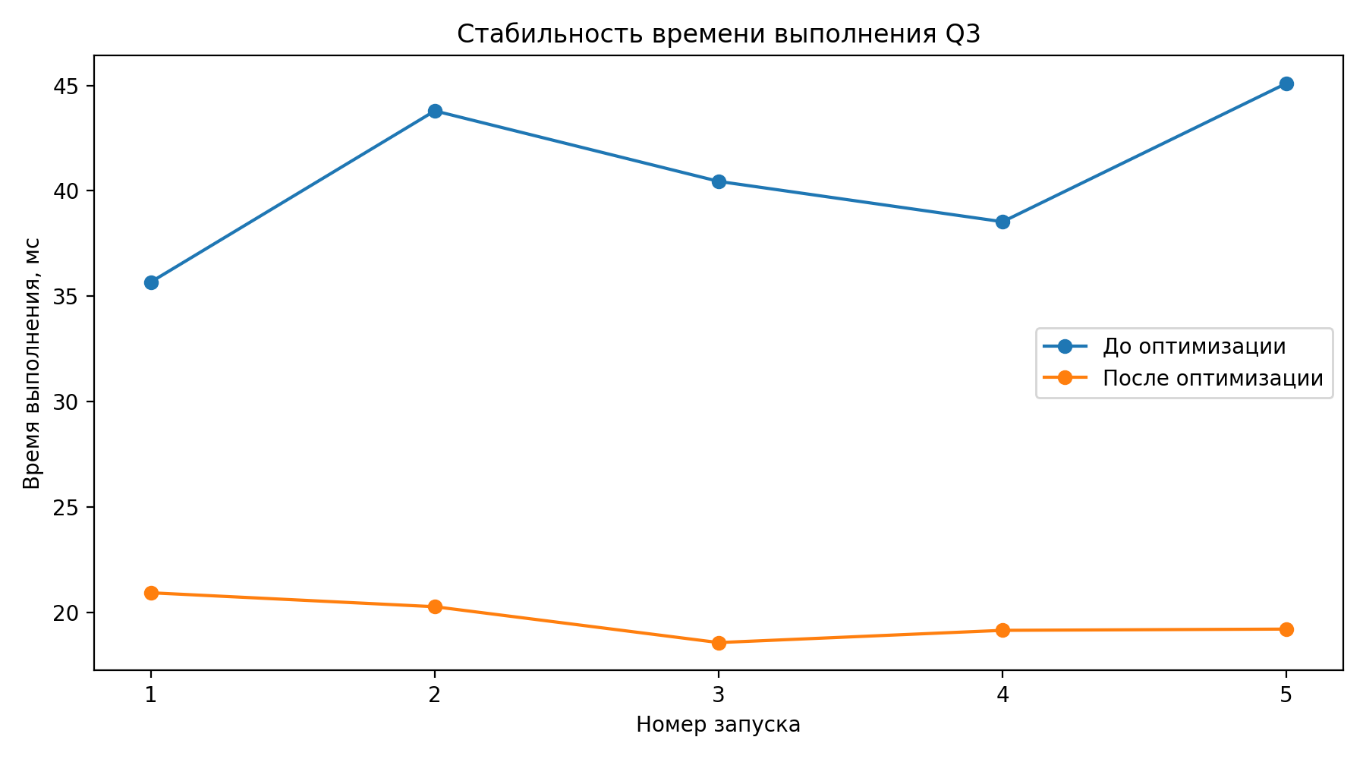 Стабильность времени выполнения Q3
Время выполнения, мс
45
40
35
30
25
20
До оптимизации
После оптимизации
1 2 3 4 5
Номер запуска